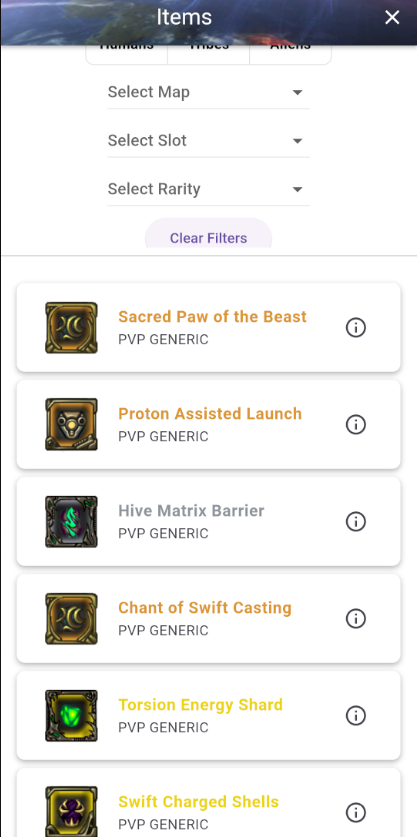 Items
Humans Tribes Aliens
Select Map
Select Slot
Select Rarity
Clear Filters
Sacred Paw of the Beast
PVP GENERIC
Proton Assisted Launch
PVP GENERIC
Hive Matrix Barrier
PVP GENERIC
Chant of Swift Casting
PVP GENERIC
Torsion Energy Shard
PVP GENERIC
Swift Charged Shells
PVP GENERIC